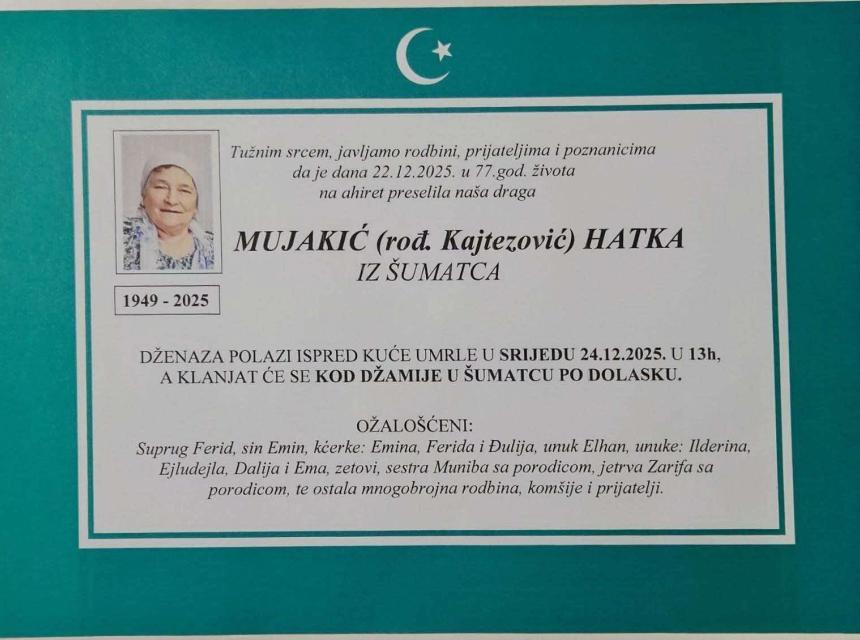 Tužnim srcem, javljamo rodbini, prijateljima i poznanicima
da je dana 22.12.2025. u 77.god. života
na ahiret preselila naša draga
MUJAKIĆ (rođ. Kajtezović) HATKA
IZ ŠUMATCA
1949 - 2025
DŽENAZA POLAZI ISPRED KUĆE UMRLE U SRIJEDU 24.12.2025. U 13h,
A KLANJAT ĆE SE KOD DŽAMIJE U ŠUMATCU PO DOLASKU.
OŽALOŠĆENI:
Suprug Ferid, sin Emin, kćerke: Emina, Ferida i Đulija, unuk Elhan, unuke: Ilderina,
Ejludejla, Dalija i Ema, zetovi, sestra Muniba sa porodicom, jetrva Zarifa sa
porodicom, te ostala mnogobrojna rodbina, komšije i prijatelji.